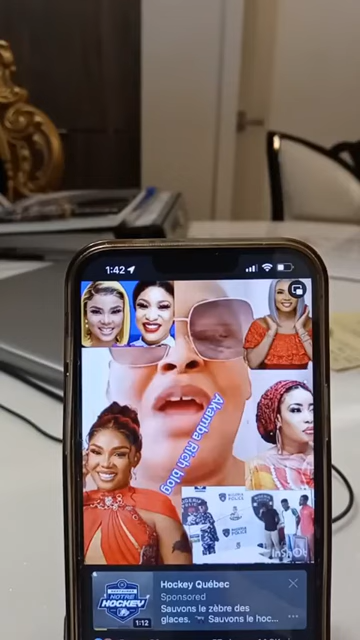 1:42
Akamba Rich blog
InShOt
NOTRE
HOCKEY
1:12
Hockey Québec
Sponsored
Sauvons le zèbre des
glaces. Sauvons le hoc...